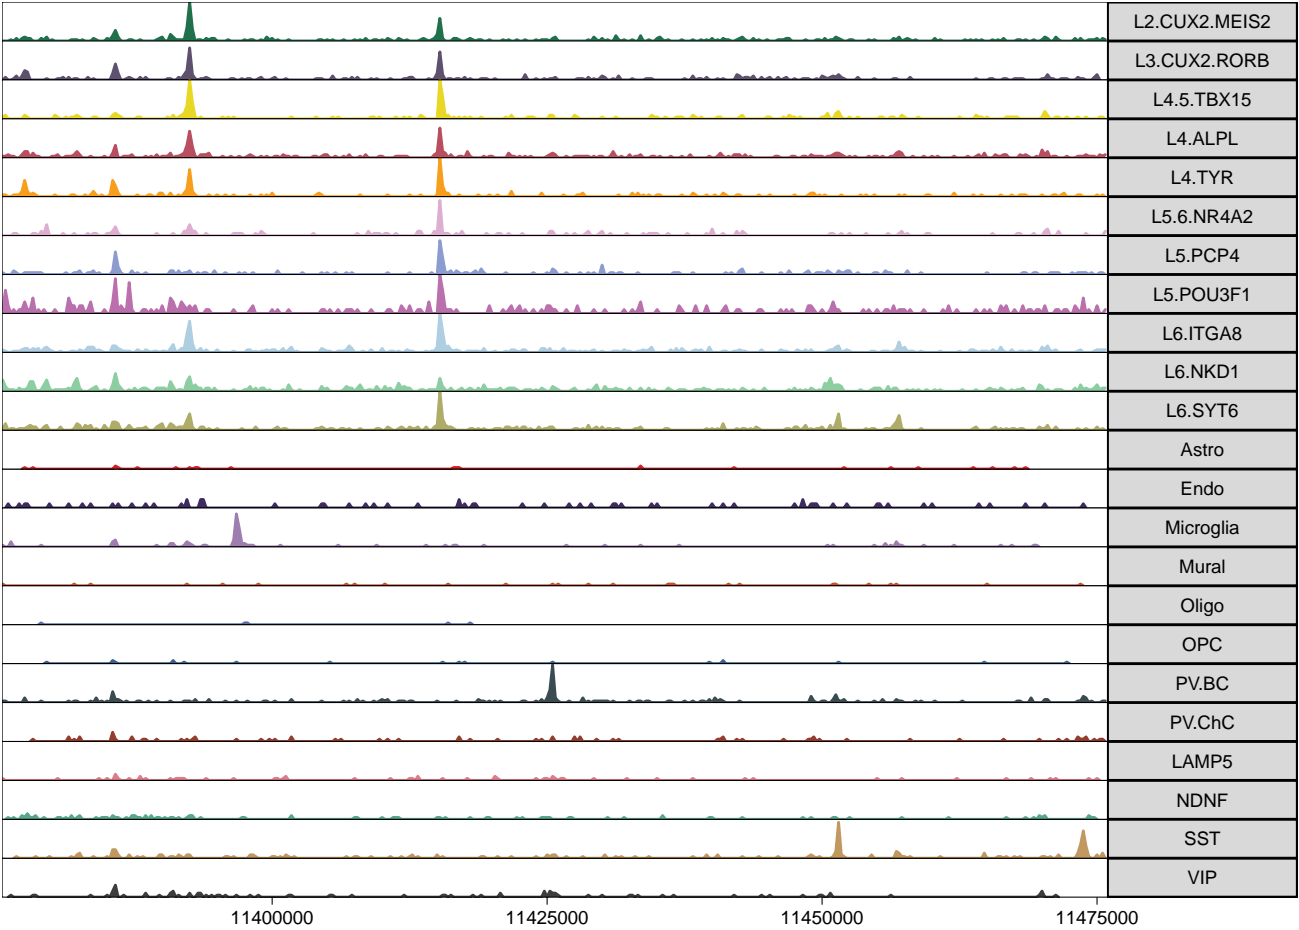 L2.CUX2.MEIS2
L3.CUX2.RORB
L4.5.TBX15
L4.ALPL
L4.TYR
L5.6.NR4A2
L5.PCP4
L5.POU3F1
L6.ITGA8
L6.NKD1
L6.SYT6
Astro
Endo
Microglia
Mural
Oligo
OPC
PV.BC
PV.ChC
LAMP5
NDNF
SST
VIP
11400000 11425000 11450000 11475000